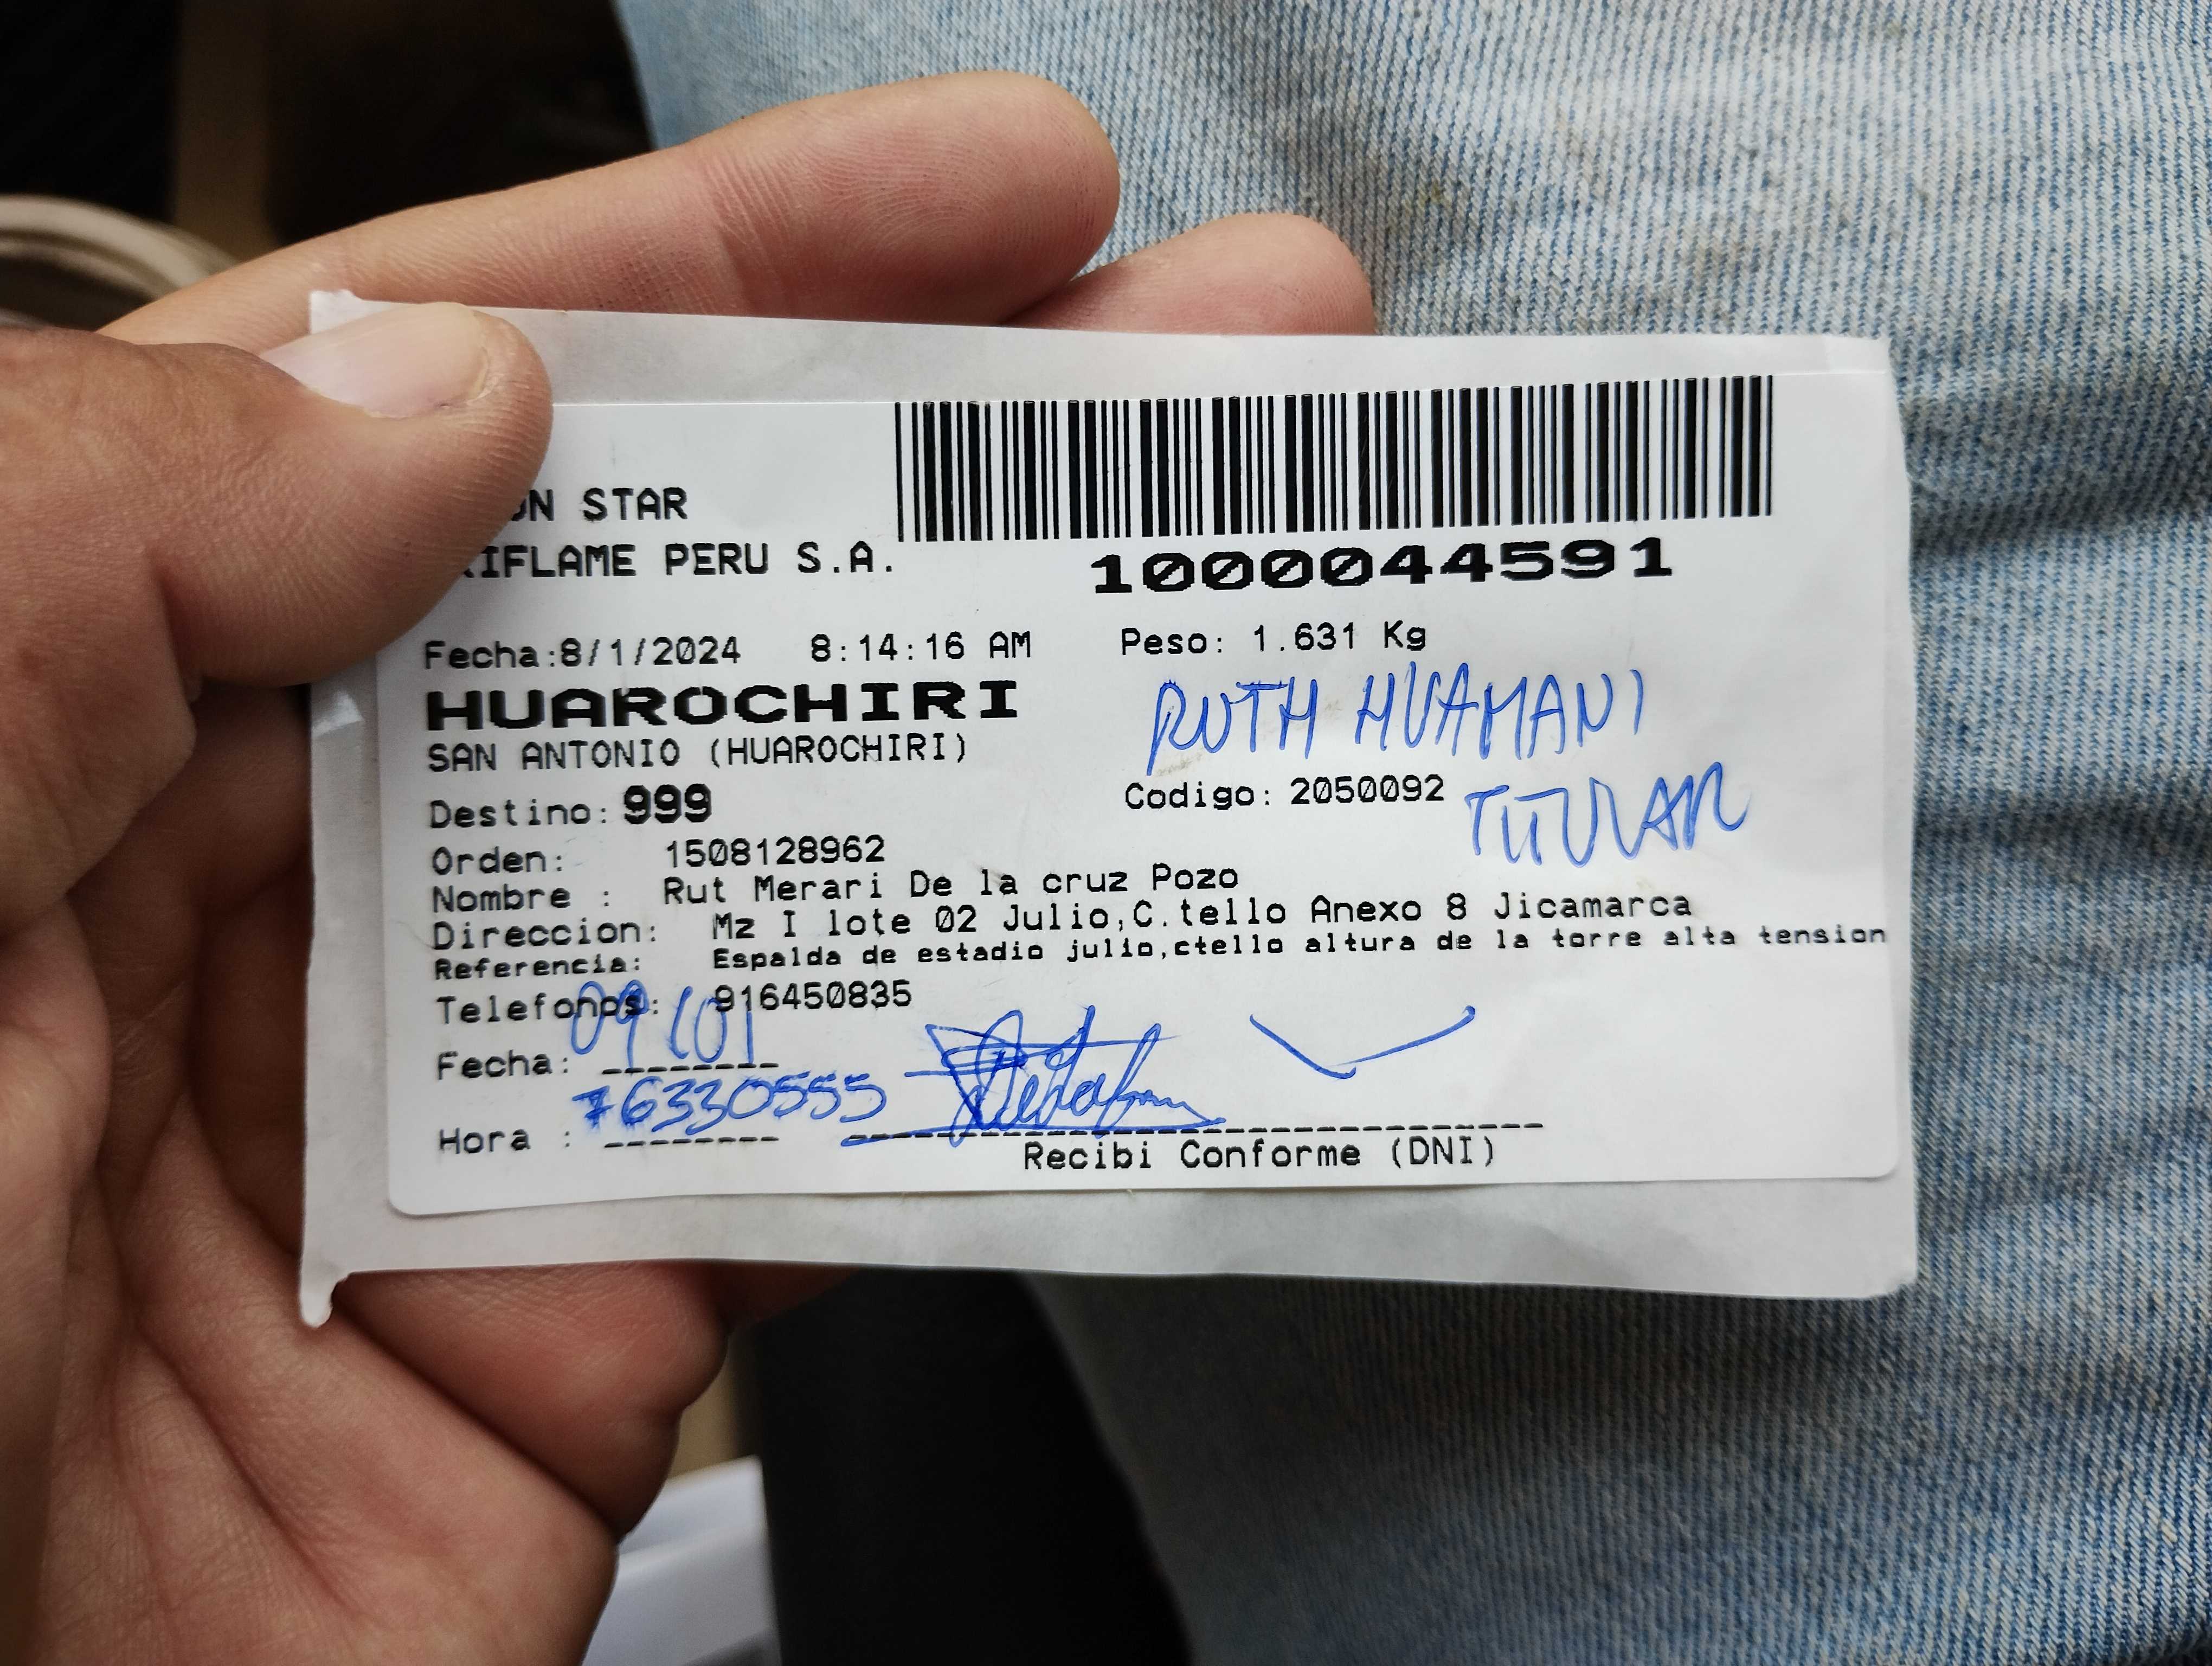 ON STAR
RIFLAME PERU S.A.
1000044591
Fecha:8/1/2024 8:14:16 AM Peso: 1.631 Kg
HUAROCHIRI
RUTH HUAMANI
SAN ANTONIO (HUAROCHIRI)
Destino: 999 Codigo: 2050092
TITULAR
Orden: 1508128962
Nombre : Rut Merari De la cruz Pozo
Direccion: Mz I lote 02 Julio,C.tello Anexo 8 Jicamarca
Referencia: Espalda de estadio julio,ctello altura de la torre alta tension
Telefonos: 916450835
Fecha: 09/01
76330555
Hora :
Recibi Conforme (DNI)